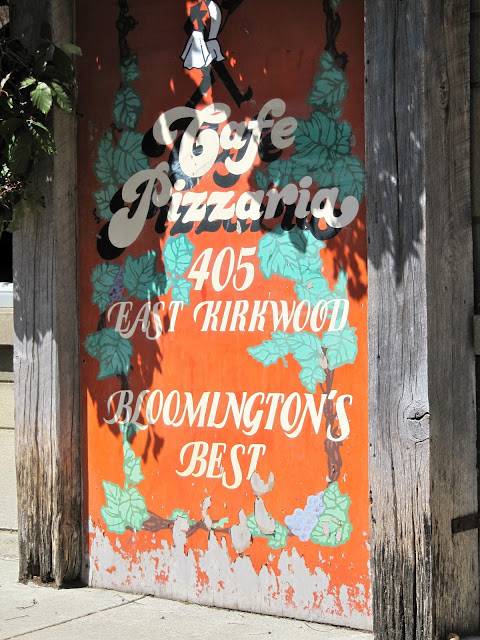 Cafe
Pizzaria
405
EAST KIRKWOOD
BLOOMINGTON'S
BEST